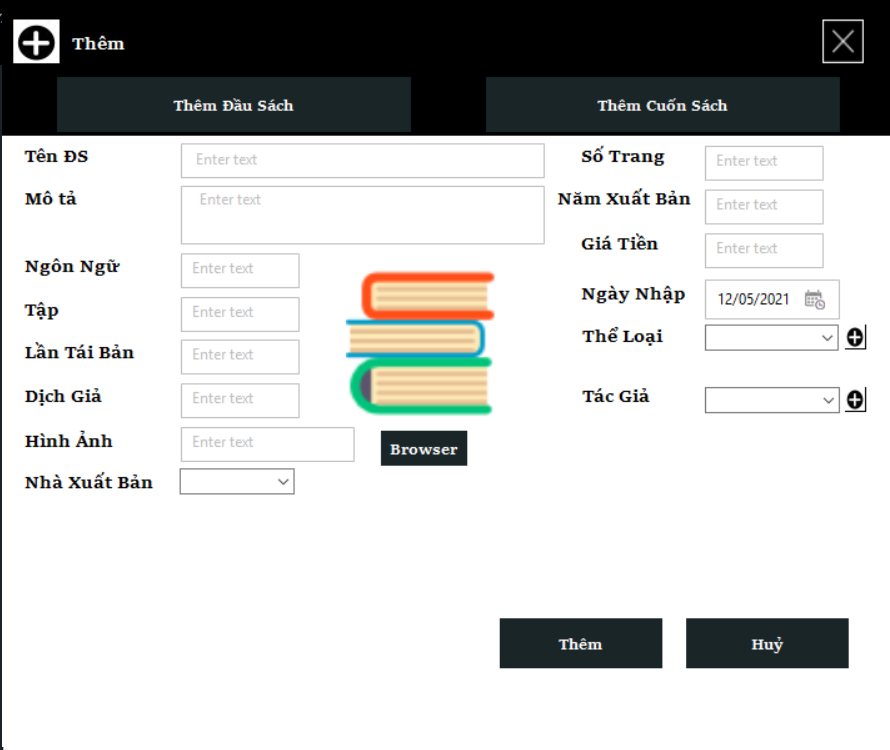 Thêm
Thêm Đầu Sách
Thêm Cuốn Sách
Tên ĐS
Enter text
Số Trang
Enter text
Mô tả
Enter text
Năm Xuất Bản
Enter text
Giá Tiền
Enter text
Ngôn Ngữ
Enter text
Ngày Nhập
12/05/2021
Tập
Enter text
Thể Loại
Lần Tái Bản
Enter text
Dịch Giả
Enter text
Tác Giả
Hình Ảnh
Enter text
Browser
Nhà Xuất Bản
Thêm
Huỷ